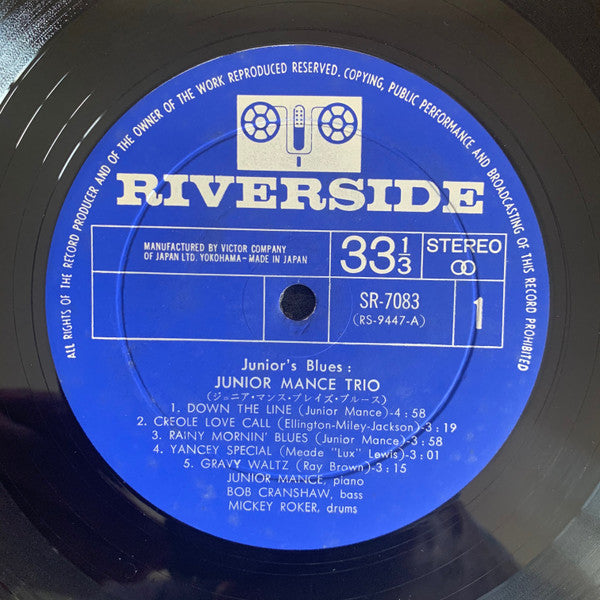 ALL RIGHTS OF THE RECORD PRODUCER AND OF THE OWNER OF THE WORK REPRODUCED RESERVED. COPYING, PUBLIC PERFORMANCE AND BROADCASTING OF THIS RECORD PROHIBITED
RIVERSIDE
MANUFACTURED BY VICTOR COMPANY
OF JAPAN LTD. YOKOHAMA–MADE IN JAPAN
33 1/3
STEREO
SR-7083
(RS-9447-A)
1
Junior's Blues :
JUNIOR MANCE TRIO
(ジュニア・マンス・プレイズ・ブルース)
1. DOWN THE LINE (Junior Mance)-4 : 58
2. CREOLE LOVE CALL (Ellington-Miley-Jackson)-3 : 19
3. RAINY MORNIN' BLUES (Junior Mance)-3 : 58
4. YANCEY SPECIAL (Meade "Lux" Lewis)-3 : 01
5. GRAVY WALTZ (Ray Brown)-3 : 15
JUNIOR MANCE, piano
BOB CRANSHAW, bass
MICKEY ROKER, drums